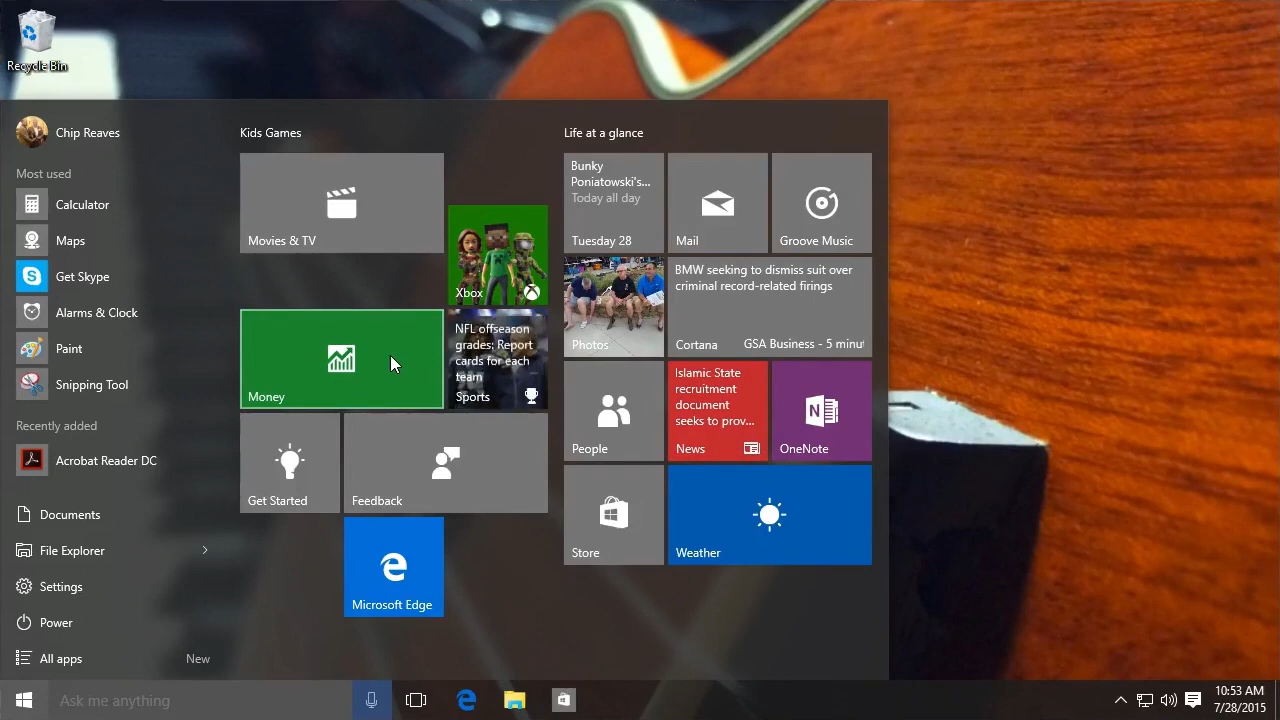 Recycle Bin
Chip Reaves
Most used
Calculator
Maps
Get Skype
Alarms & Clock
Paint
Snipping Tool
Recently added
Acrobat Reader DC
Documents
File Explorer
Settings
Power
All apps
New
Kids Games
Movies & TV
Xbox
Money
NFL offseason
grades: Report
cards for each
team
Sports
Get Started
Feedback
Microsoft Edge
Life at a glance
Bunky
Poniatowski's...
Today all day
Tuesday 28
Mail
Groove Music
Photos
BMW seeking to dismiss suit over
criminal record-related firings
Cortana
GSA Business - 5 minut
People
Islamic State
recruitment
document
seeks to prov...
News
N
OneNote
Store
Weather
Ask me anything
10:53 AM
7/28/2015